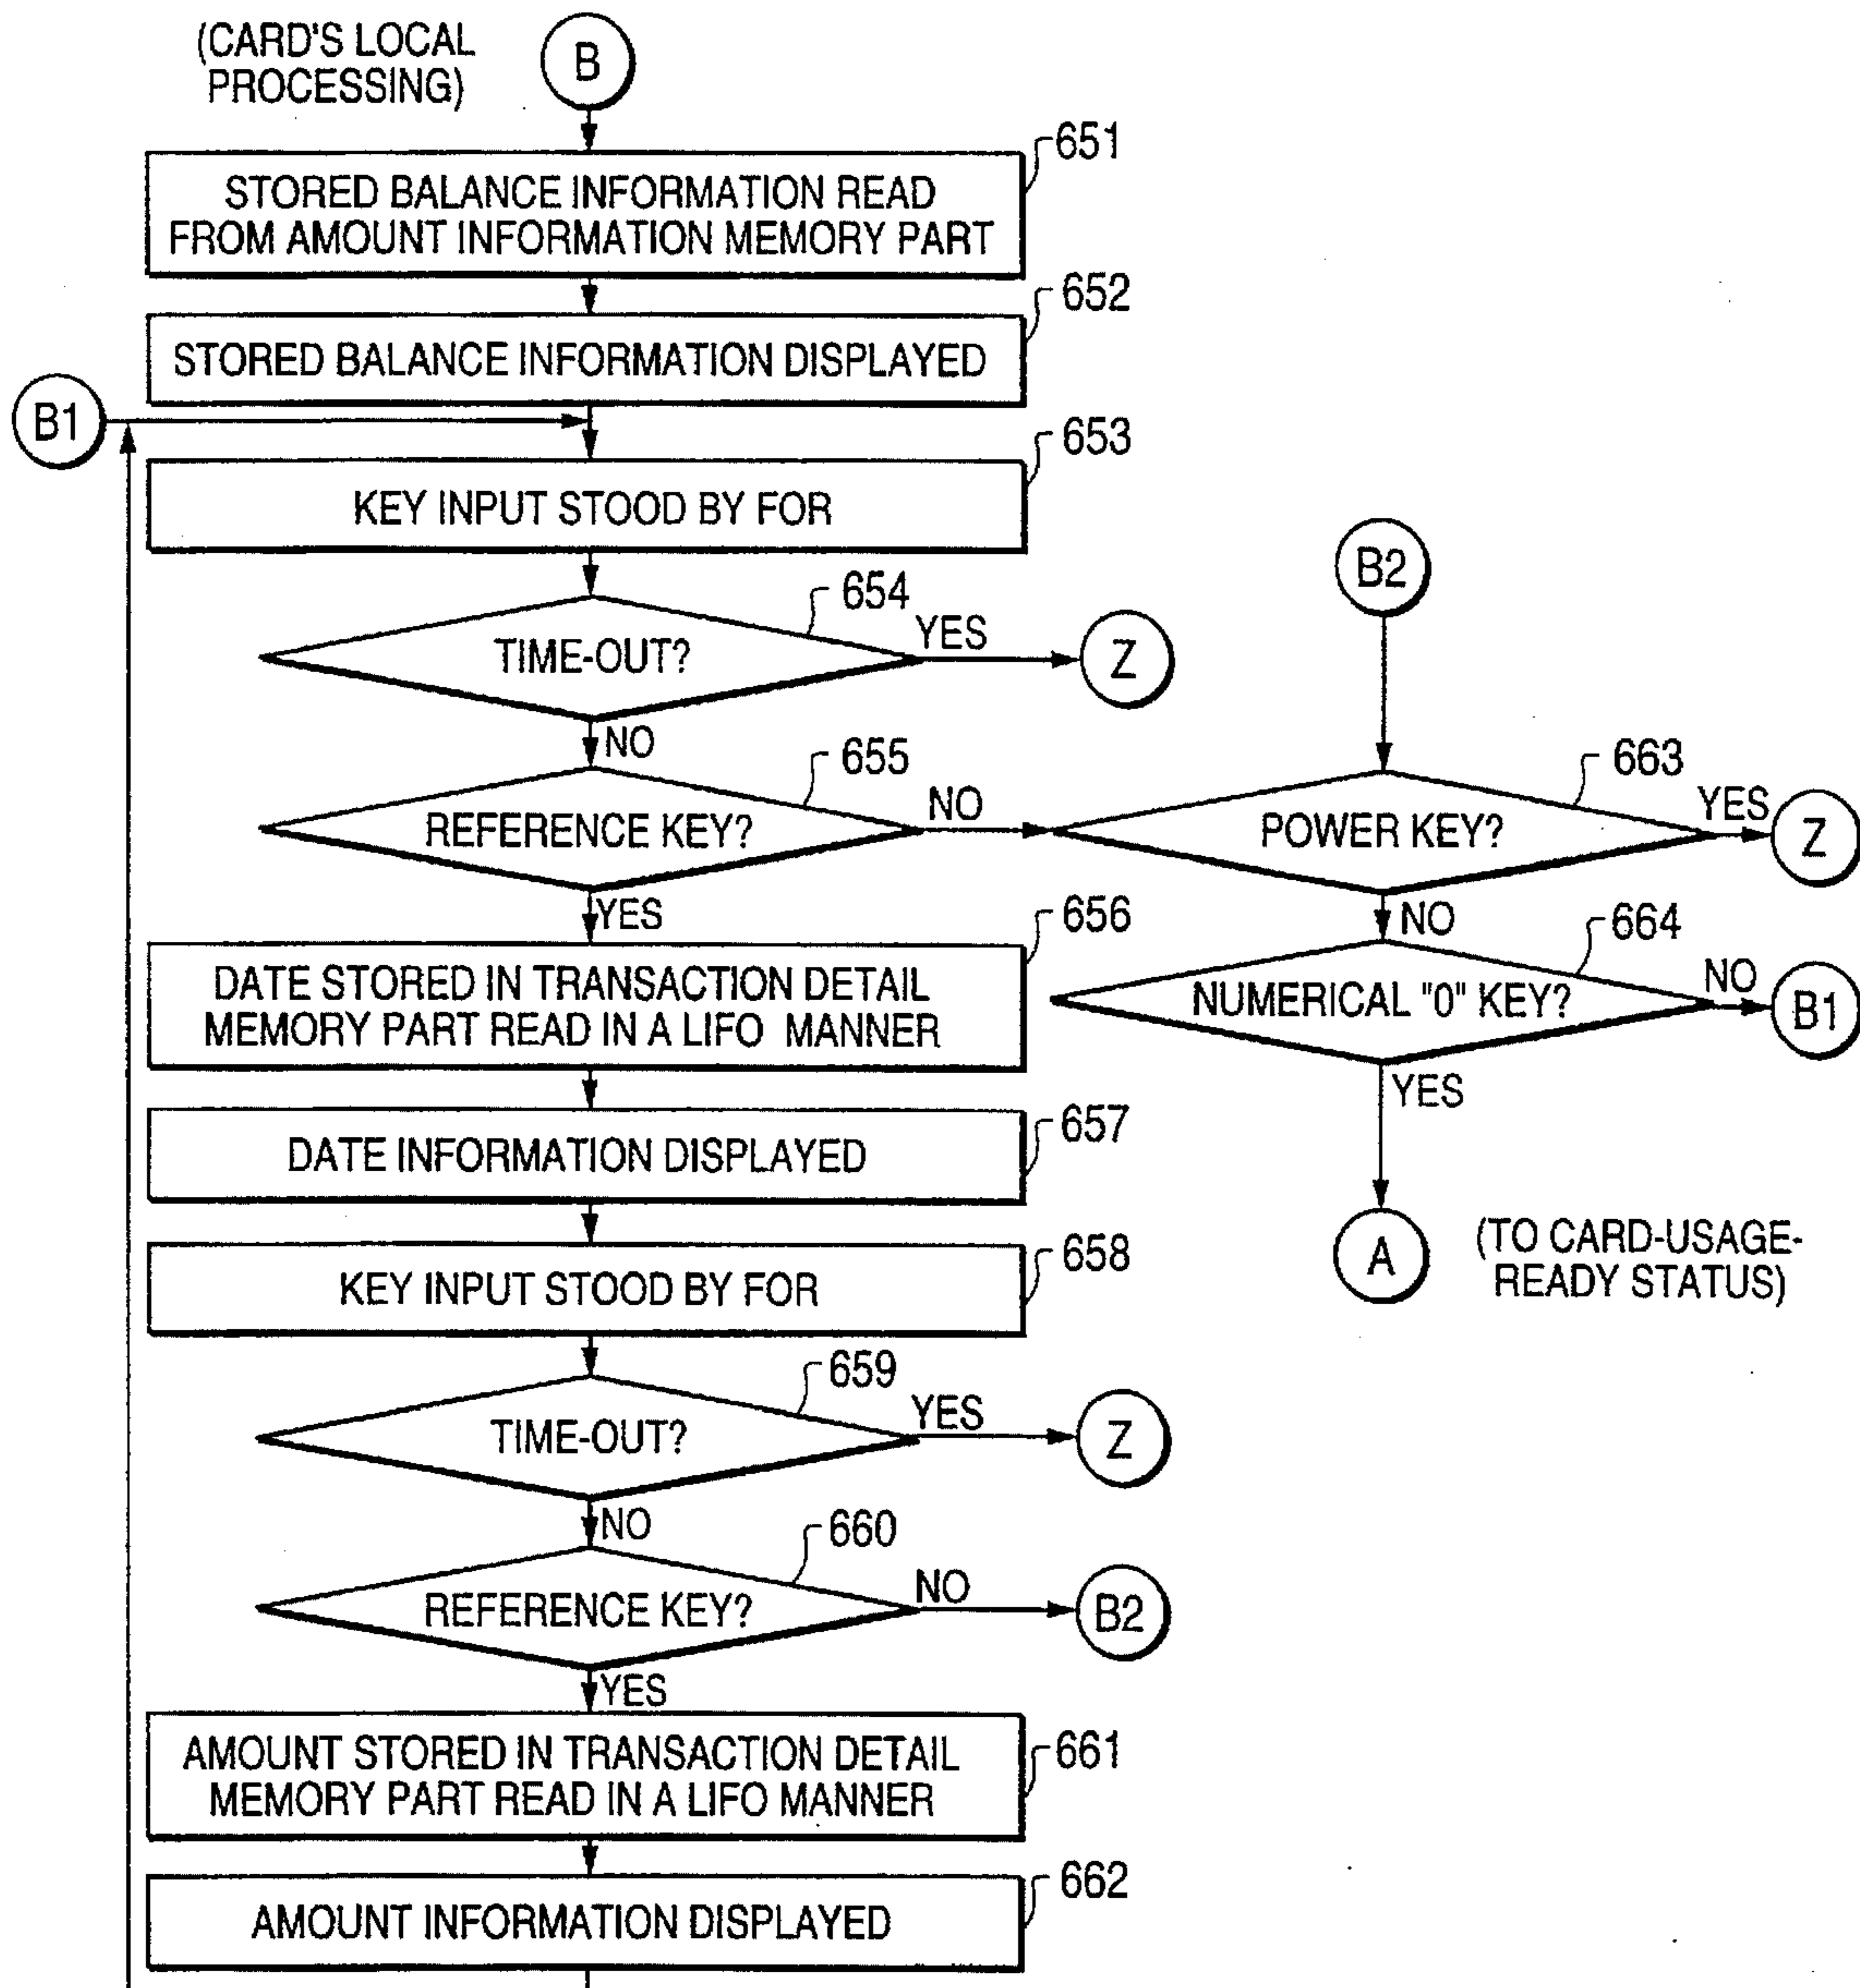 (CARD'S LOCAL
PROCESSING)
B
651
STORED BALANCE INFORMATION READ
FROM AMOUNT INFORMATION MEMORY PART
652
STORED BALANCE INFORMATION DISPLAYED
B1
653
KEY INPUT STOOD BY FOR
B2
654
TIME-OUT?
YES
Z
NO
655
REFERENCE KEY?
NO
663
POWER KEY?
YES
Z
YES
NO
656
DATE STORED IN TRANSACTION DETAIL
MEMORY PART READ IN A LIFO MANNER
664
NUMERICAL "0" KEY?
NO
B1
YES
657
DATE INFORMATION DISPLAYED
A
(TO CARD-USAGE-
READY STATUS)
658
KEY INPUT STOOD BY FOR
659
TIME-OUT?
YES
Z
NO
660
REFERENCE KEY?
NO
B2
YES
661
AMOUNT STORED IN TRANSACTION DETAIL
MEMORY PART READ IN A LIFO MANNER
662
AMOUNT INFORMATION DISPLAYED